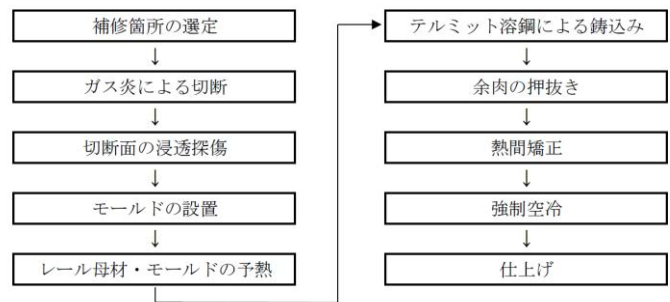 補修箇所の選定
↓
ガス炎による切断
↓
切断面の浸透探傷
↓
モールドの設置
↓
レール母材・モールドの予熱
テルミット溶鋼による鋳込み
↓
余肉の押抜き
↓
熱間矯正
↓
強制空冷
↓
仕上げ